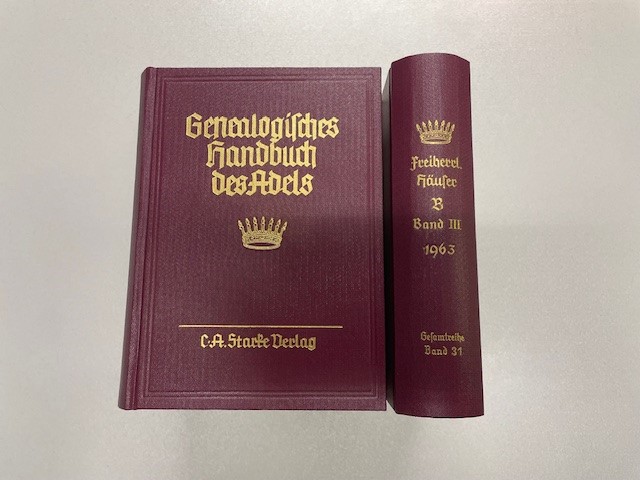 Genealogisches
Handbuch
des Adels
C.A. Starke Verlag
Freiherrl.
Häuser
B
Band III
1963
Gesamtreihe
Band 31